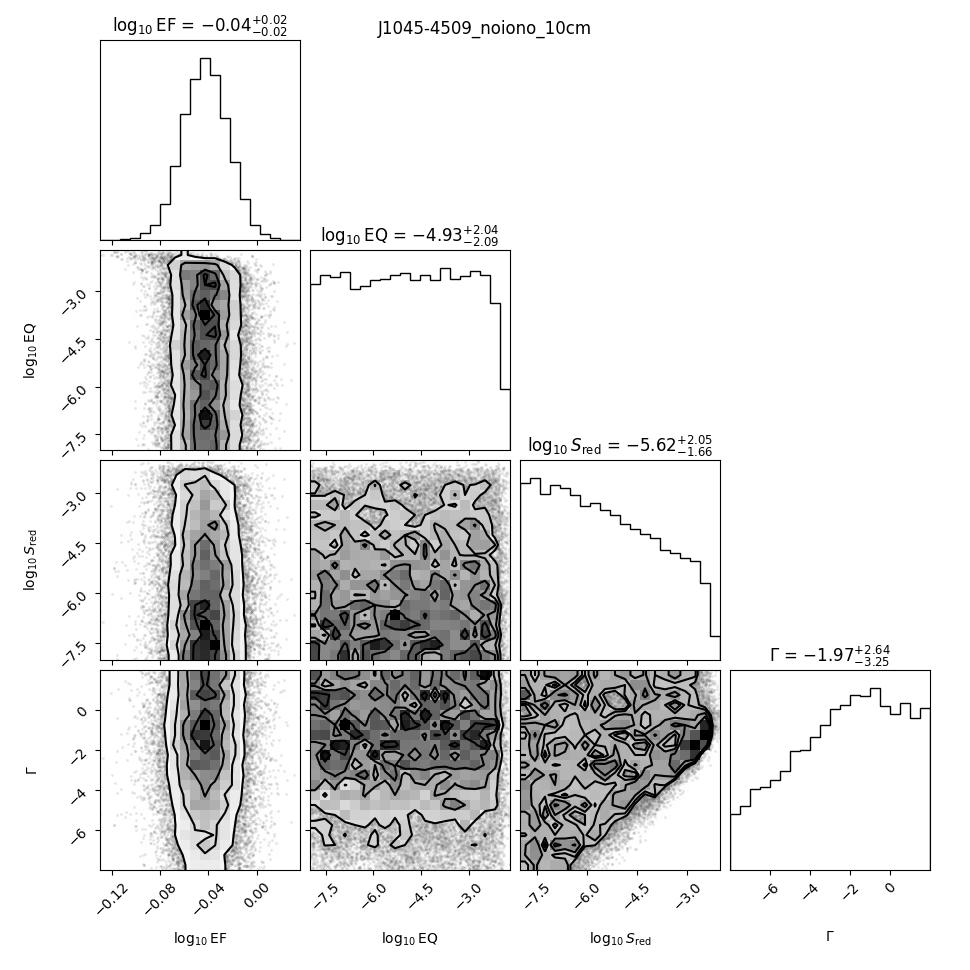 log₁₀ EF = −0.04+0.02−0.02
J1045-4509_noiono_10cm
log₁₀ EQ = −4.93+2.04−2.09
log₁₀ EQ
−3.0
−4.5
−6.0
−7.5
log₁₀ Sred = −5.62+2.05−1.66
log₁₀ Sred
−3.0
−4.5
−6.0
−7.5
Γ = −1.97+2.64−3.25
Γ
0
−2
−4
−6
−0.12 −0.08 −0.04 0.00
−7.5 −6.0 −4.5 −3.0
−7.5 −6.0 −4.5 −3.0
−6 −4 −2 0
log₁₀ EF
log₁₀ EQ
log₁₀ Sred
Γ